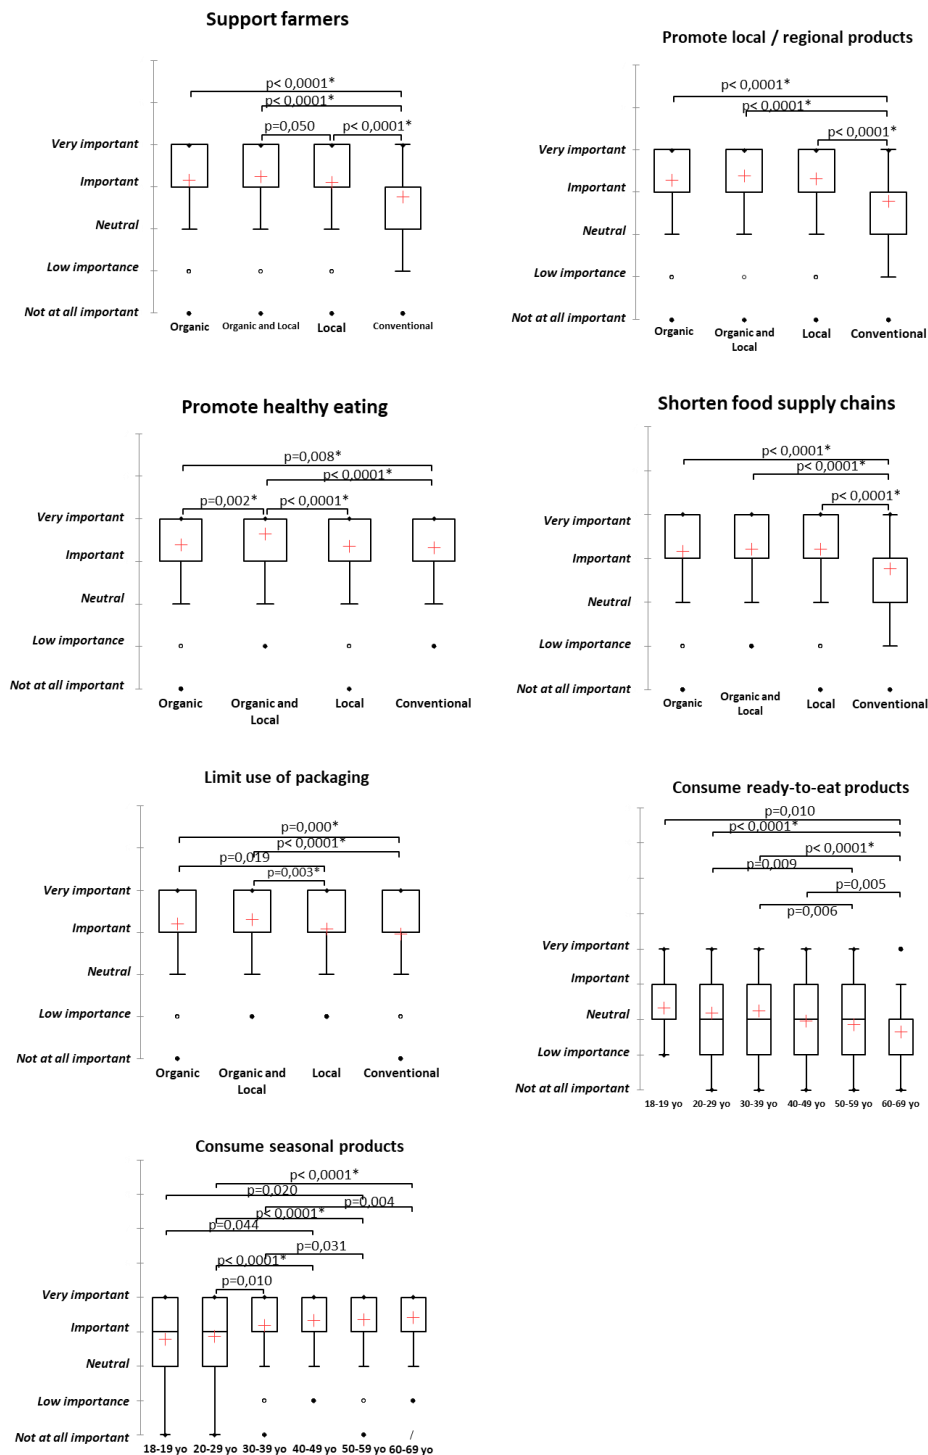 Support farmers
p< 0,0001*
p< 0,0001*
p=0,050 p< 0,0001*
Very important
Important
Neutral
Low importance
Not at all important
Organic Organic and Local Local Conventional
Promote local / regional products
p< 0,0001*
p< 0,0001*
p< 0,0001*
Very important
Important
Neutral
Low importance
Not at all important
Organic Organic and Local Conventional
Local
Promote healthy eating
p=0,008*
p< 0,0001*
p=0,002* p< 0,0001*
Very important
Important
Neutral
Low importance
Not at all important
Organic Organic and Local Conventional
Local
Shorten food supply chains
p< 0,0001*
p< 0,0001*
p< 0,0001*
Very important
Important
Neutral
Low importance
Not at all important
Organic Organic and Local Conventional
Local
Limit use of packaging
p=0,000*
p< 0,0001*
p=0,019
p=0,003*
Very important
Important
Neutral
Low importance
Not at all important
Organic Organic and Local Conventional
Local
Consume ready-to-eat products
p=0,010
p< 0,0001*
p< 0,0001*
p=0,009
p=0,005
p=0,006
Very important
Important
Neutral
Low importance
Not at all important
18-19 yo 20-29 yo 30-39 yo 40-49 yo 50-59 yo 60-69 yo
Consume seasonal products
p< 0,0001*
p=0,020
p=0,004
p< 0,0001*
p=0,044
p=0,031
p< 0,0001*
p=0,010
Very important
Important
Neutral
Low importance
Not at all important
18-19 yo 20-29 yo 30-39 yo 40-49 yo 50-59 yo 60-69 yo